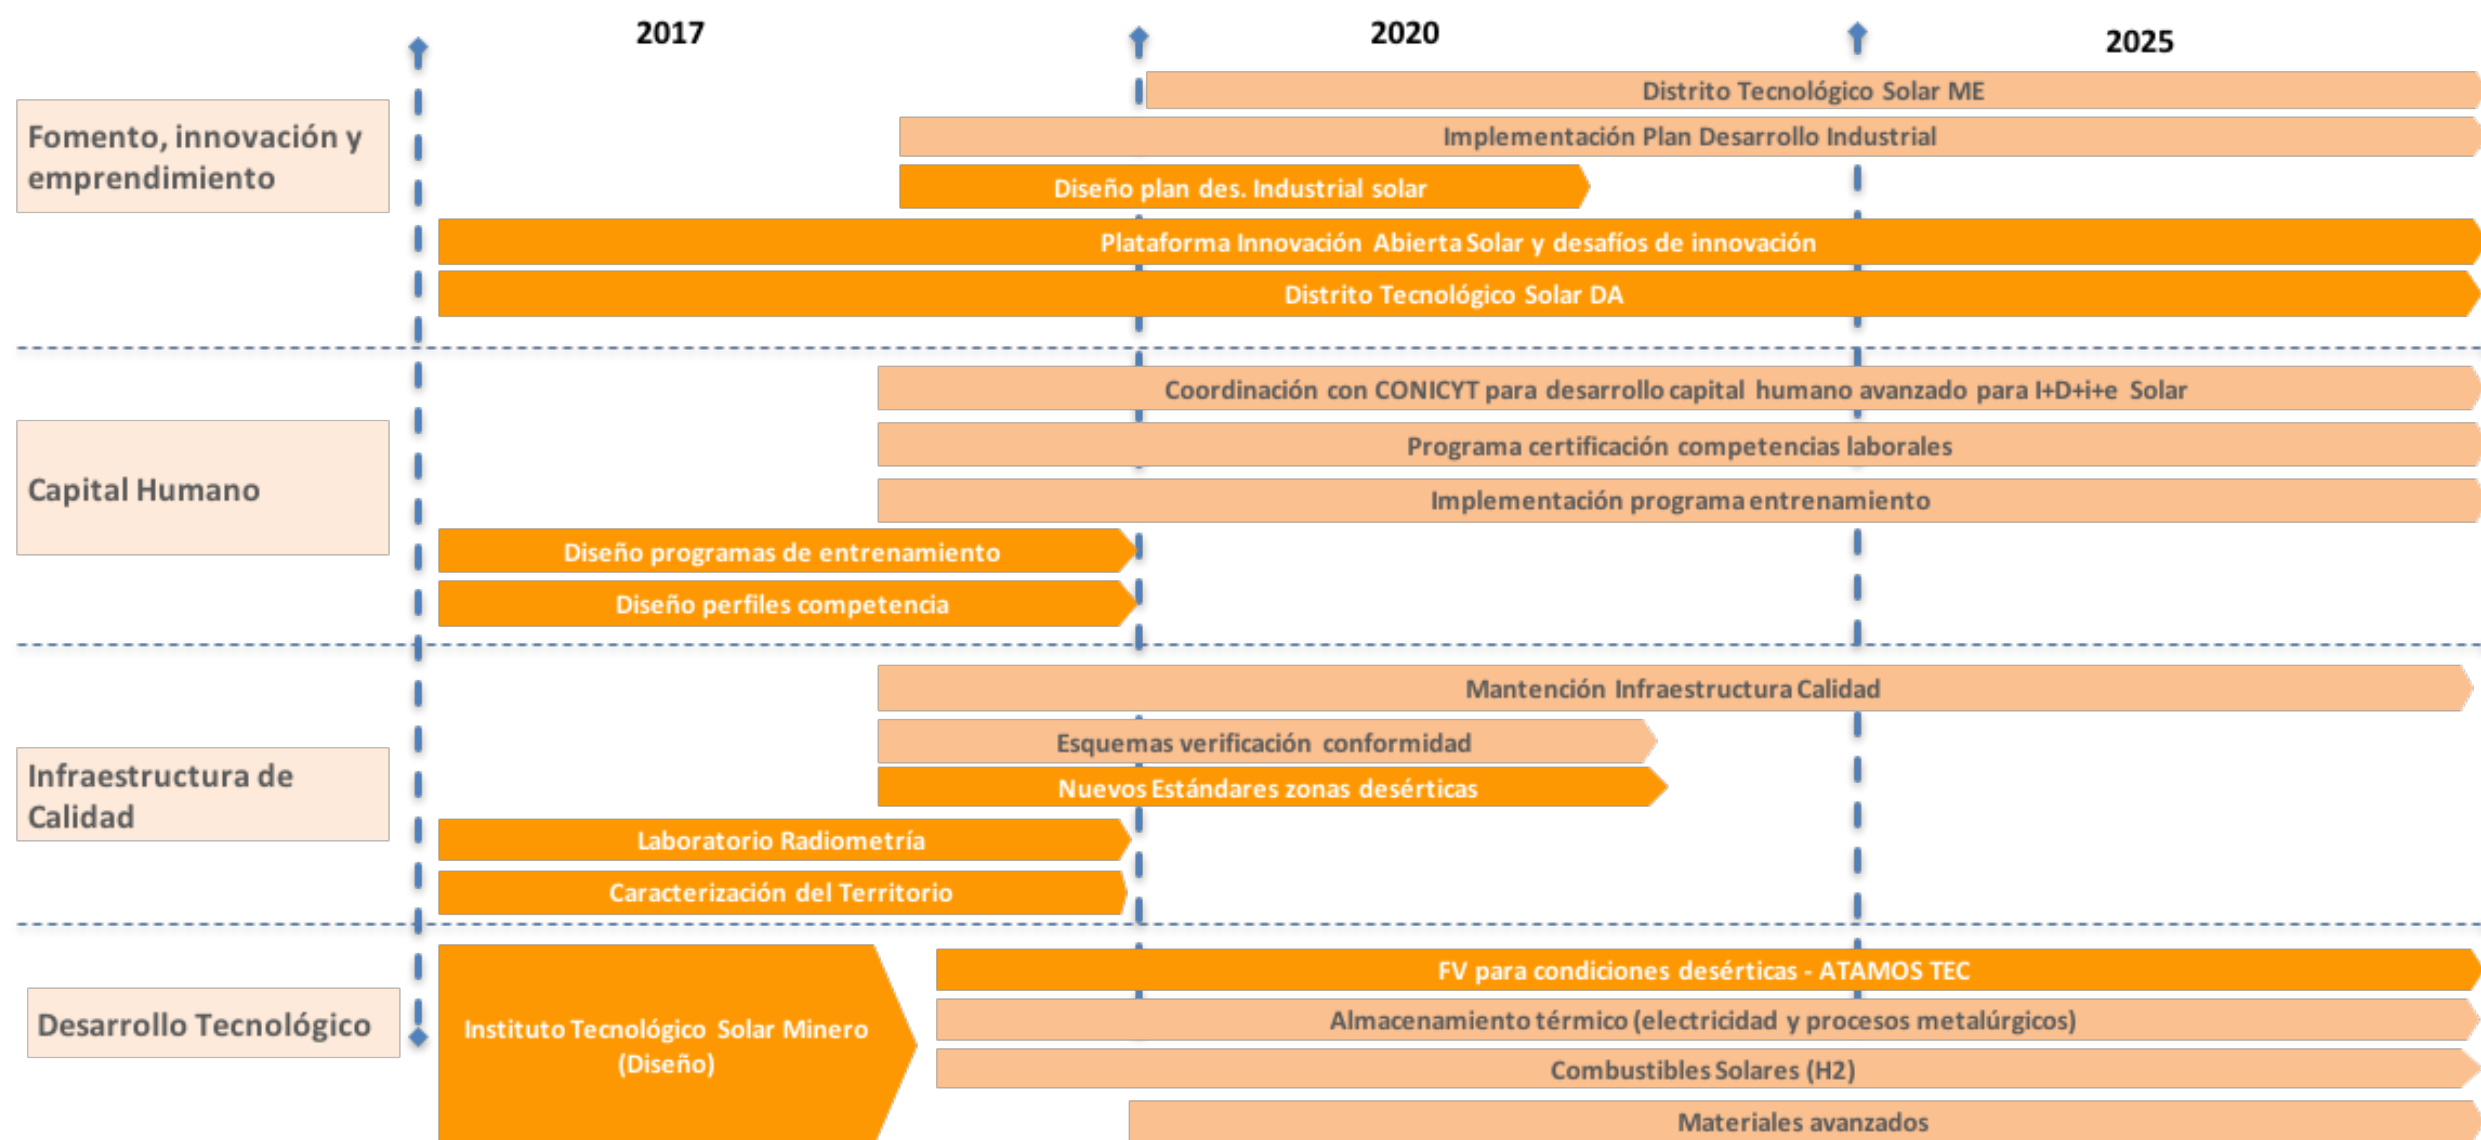 2017
2020
2025
Fomento, innovación y
emprendimiento
Distrito Tecnológico Solar ME
Implementación Plan Desarrollo Industrial
Diseño plan des. Industrial solar
Plataforma Innovación Abierta Solar y desafíos de innovación
Distrito Tecnológico Solar DA
Capital Humano
Coordinación con CONICYT para desarrollo capital humano avanzado para I+D+i+e Solar
Programa certificación competencias laborales
Implementación programa entrenamiento
Diseño programas de entrenamiento
Diseño perfiles competencia
Infraestructura de
Calidad
Mantención Infraestructura Calidad
Esquemas verificación conformidad
Nuevos Estándares zonas desérticas
Laboratorio Radiometría
Caracterización del Territorio
Desarrollo Tecnológico
Instituto Tecnológico Solar Minero
(Diseño)
FV para condiciones desérticas - ATAMOS TEC
Almacenamiento térmico (electricidad y procesos metalúrgicos)
Combustibles Solares (H2)
Materiales avanzados